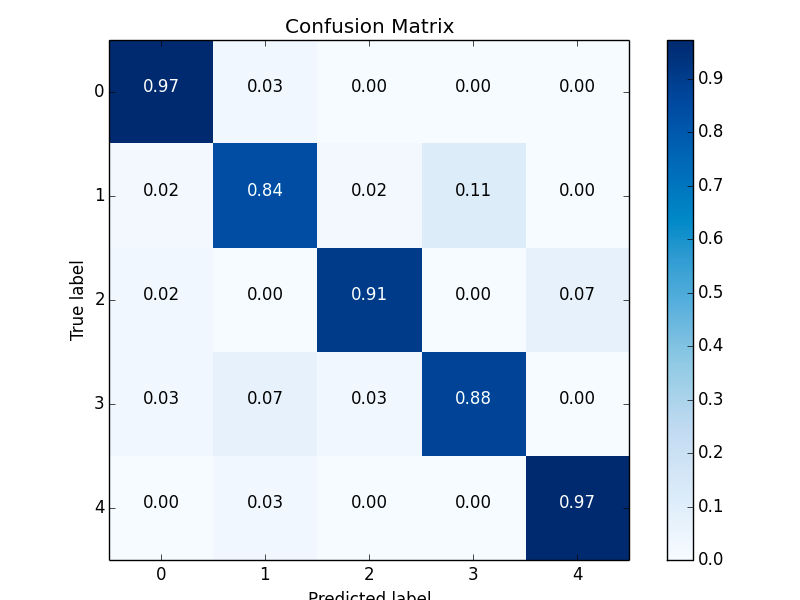 Confusion Matrix
0 0.97 0.03 0.00 0.00 0.00
1 0.02 0.84 0.02 0.11 0.00
2 0.02 0.00 0.91 0.00 0.07
3 0.03 0.07 0.03 0.88 0.00
4 0.00 0.03 0.00 0.00 0.97
0 1 2 3 4
True label
Predicted label
0.9
0.8
0.7
0.6
0.5
0.4
0.3
0.2
0.1
0.0